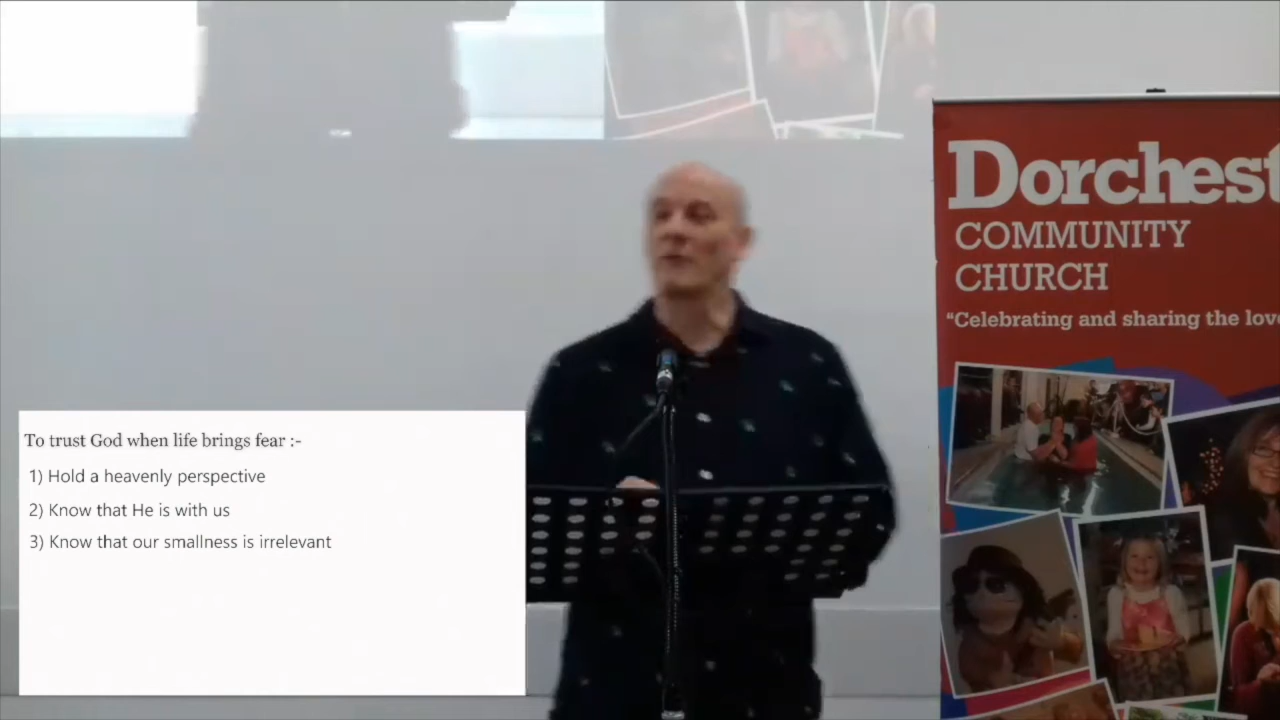 To trust God when life brings fear :-
1) Hold a heavenly perspective
2) Know that He is with us
3) Know that our smallness is irrelevant
Dorchest
COMMUNITY
CHURCH
“Celebrating and sharing the lov